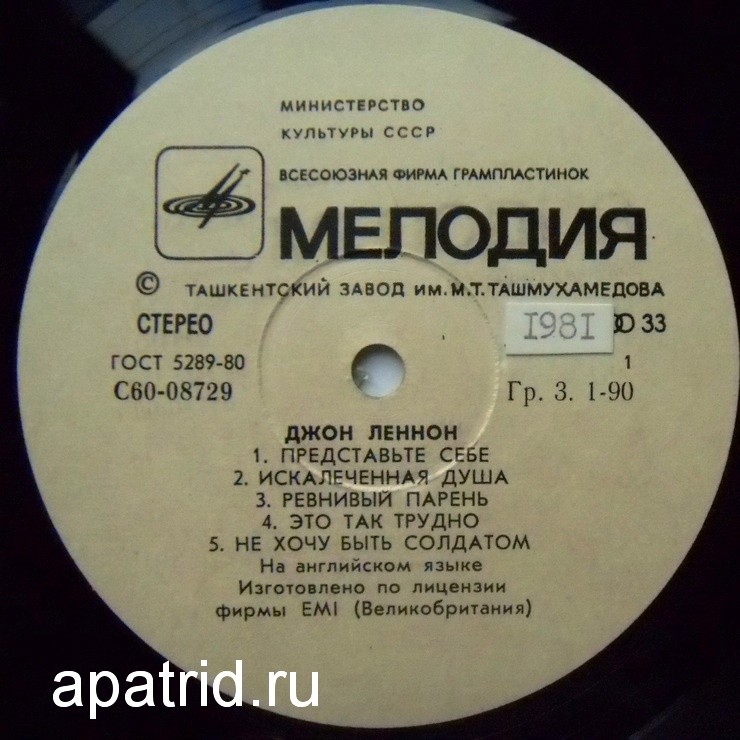 МИНИСТЕРСТВО
КУЛЬТУРЫ СССР
ВСЕСОЮЗНАЯ ФИРМА ГРАМПЛАСТИНОК
МЕЛОДИЯ
© ТАШКЕНТСКИЙ ЗАВОД ИМ. М.Т. ТАШМУХАМЕДОВА
СТЕРЕО 1981 33
ГОСТ 5289-80 1
С60-08729 Гр. 3. 1-90
ДЖОН ЛЕННОН
1. ПРЕДСТАВЬТЕ СЕБЕ
2. ИСКАЛЕЧЕННАЯ ДУША
3. РЕВНИВЫЙ ПАРЕНЬ
4. ЭТО ТАК ТРУДНО
5. НЕ ХОЧУ БЫТЬ СОЛДАТОМ
На английском языке
Изготовлено по лицензии
фирмы EMI (Великобритания)
apatrid.ru